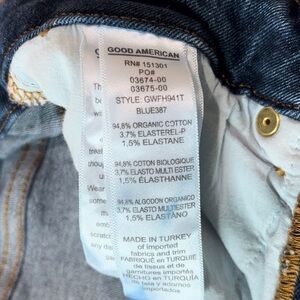 GOOD AMERICAN
RN# 151301
PO#
03674-00
03675-00
STYLE: GWFH941T
BLUE387
94,8% ORGANIC COTTON
3.7% ELASTEREL-P
1,5% ELASTANE
94,8% COTON BIOLOGIQUE
3.7% ELASTO MULTIESTER
1,5% ÉLASTHANNE
94,8% ALGODÓN ORGANICO
3.7% ELASTO MULTIESTER
1,5% ELASTANO
MADE IN TURKEY
of imported
fabrics and trim
FABRIQUÉ EN TURQUIE
de tissus et de
garnitures importés
HECHO EN TURQUÍA
de tela y adornos
importados